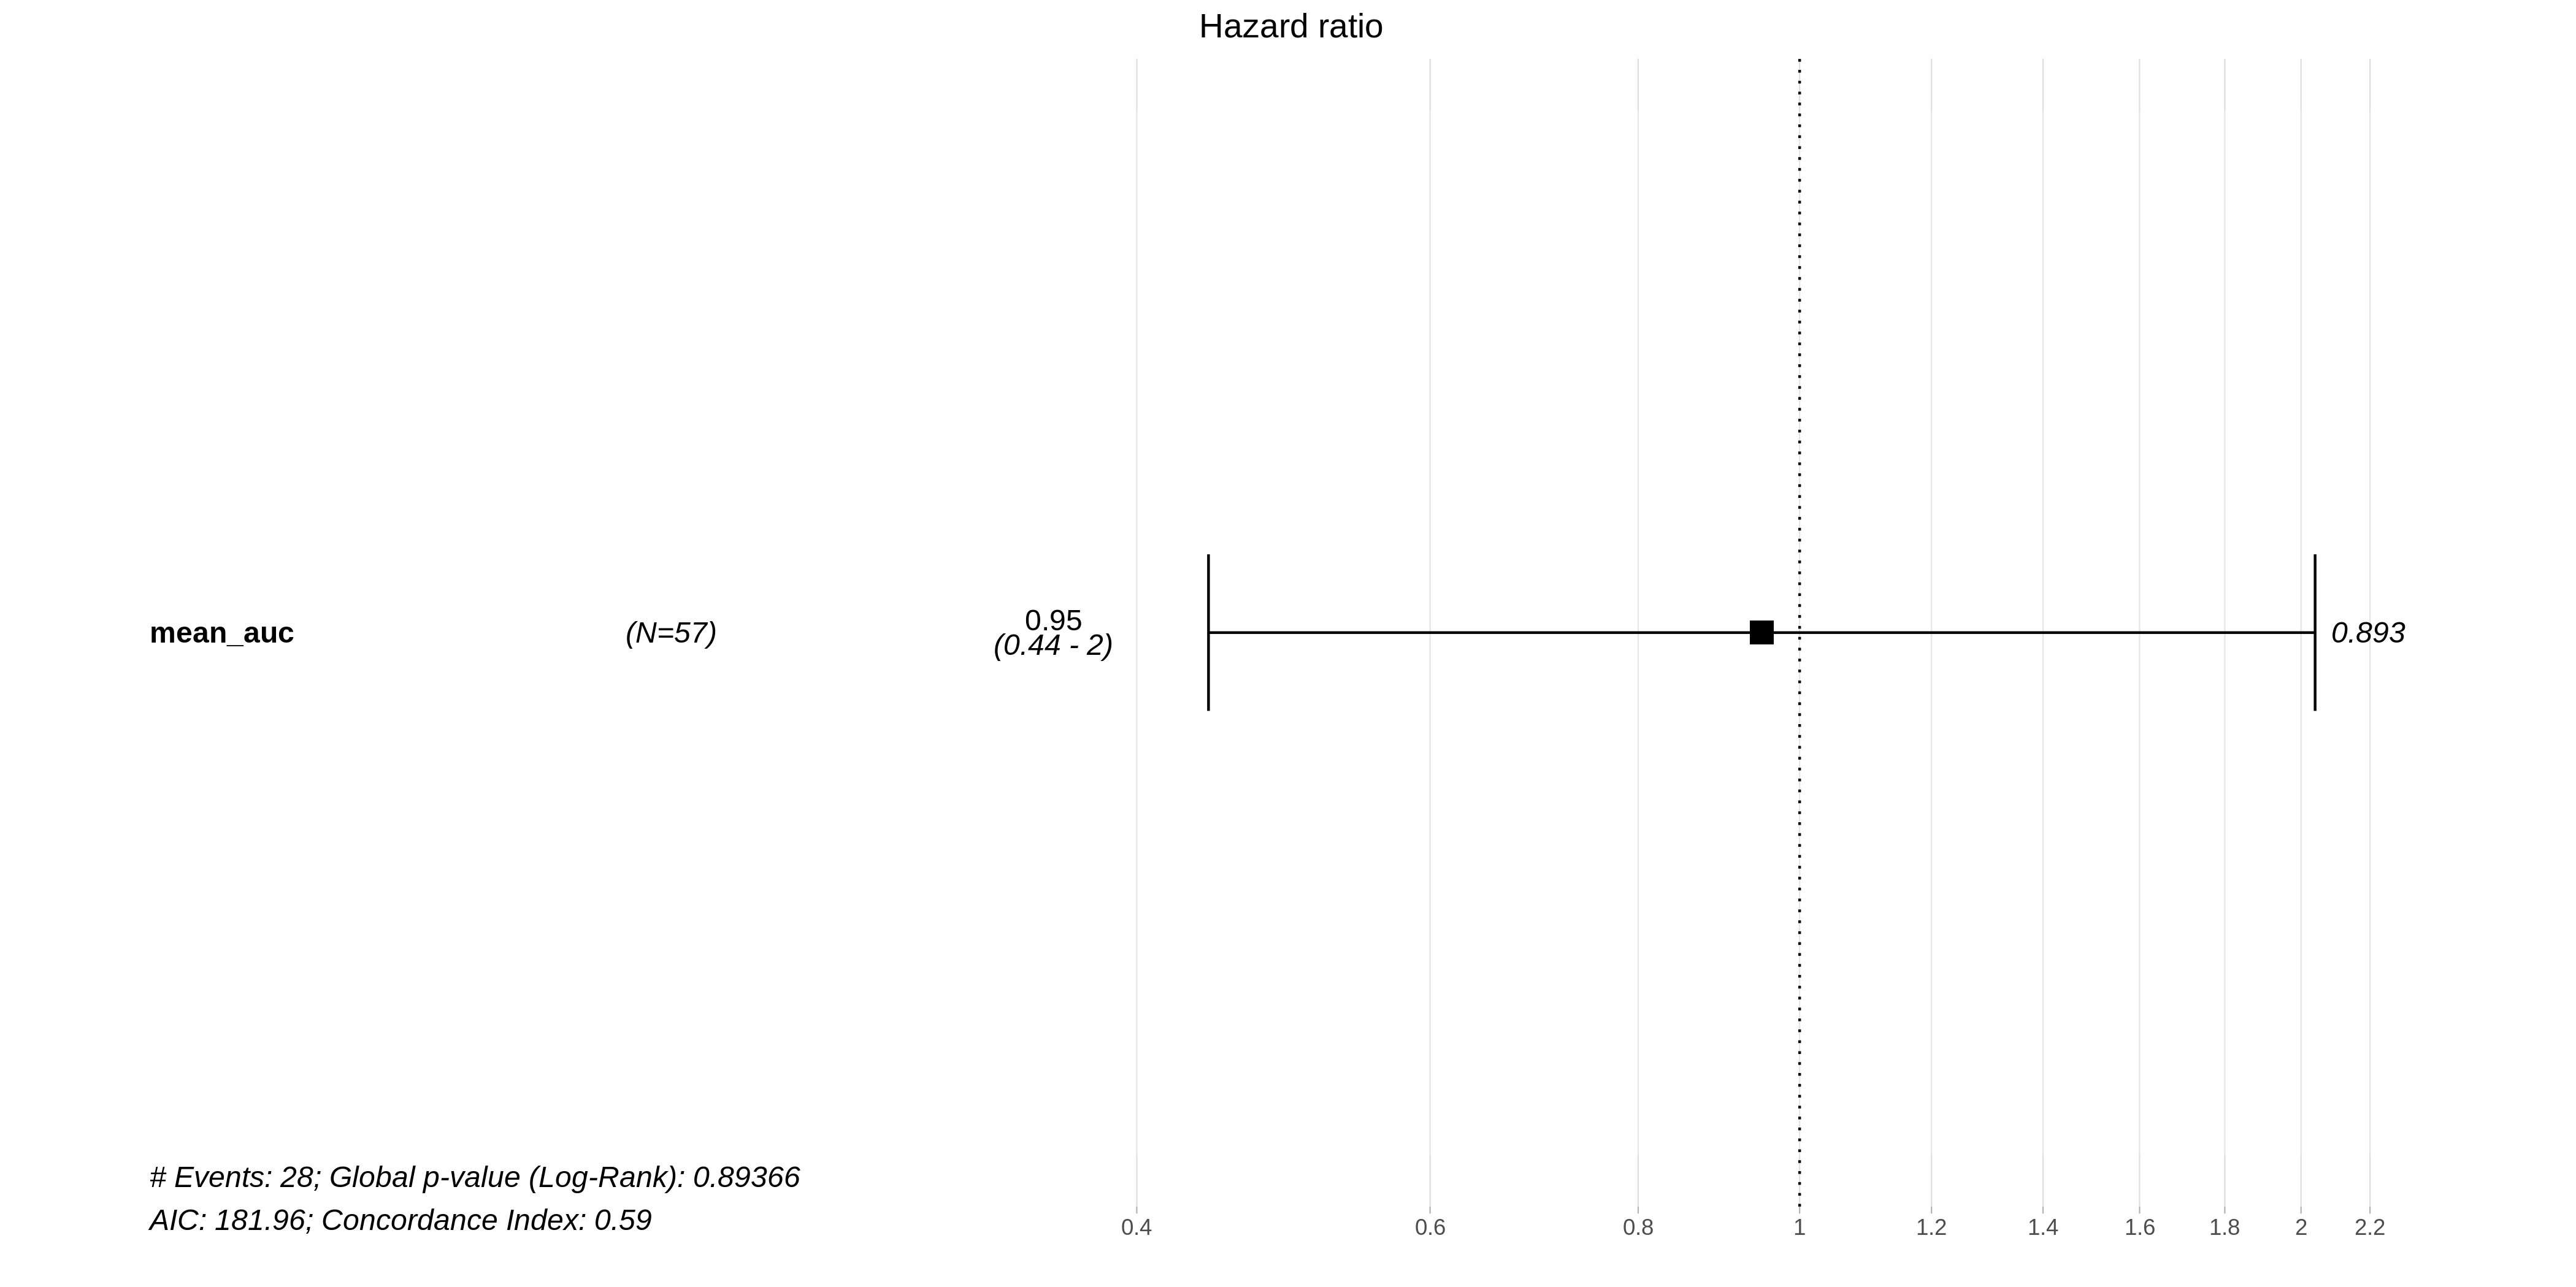 Hazard ratio
mean_auc
(N=57)
0.95
(0.44 - 2)
0.893
# Events: 28; Global p-value (Log-Rank): 0.89366
AIC: 181.96; Concordance Index: 0.59
0.4 0.6 0.8 1 1.2 1.4 1.6 1.8 2 2.2